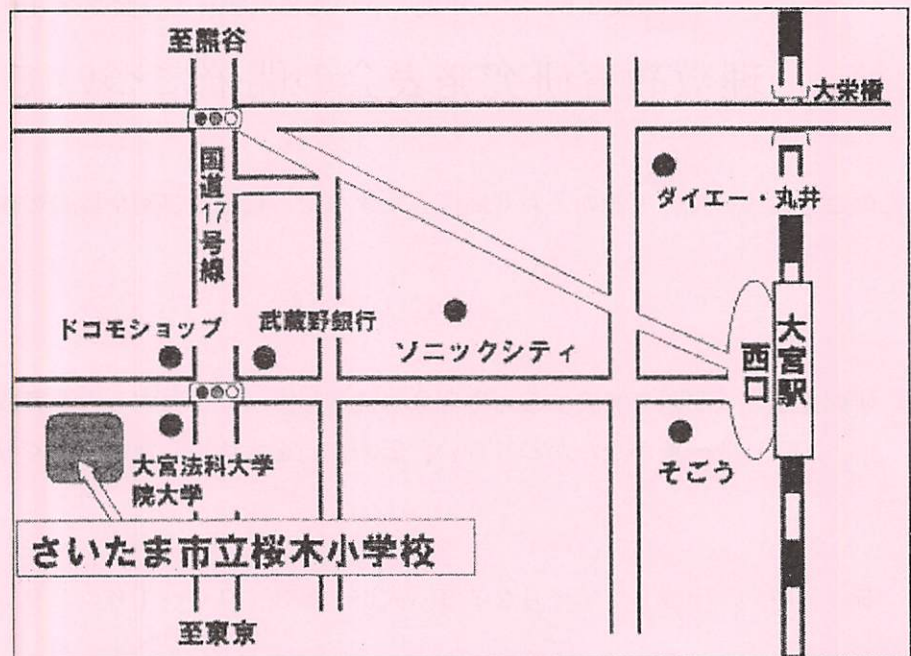 至熊谷
大栄橋
国道17号線
ダイエー・丸井
ドコモショップ
武蔵野銀行
ソニックシティ
西口
大宮駅
そごう
大宮法科大学
院大学
さいたま市立桜木小学校
至東京